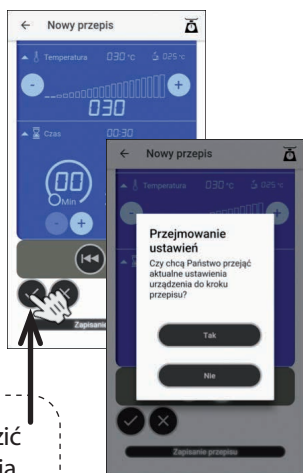 ← Nowy przepis
Temperatura 030 °C 025 °C
- +
030
Czas 00:30
00
Min
- +
Zapisanie
← Nowy przepis
Temperatura 030 °C 025 °C
Przejmowanie
ustawień
Czy chcą Państwo przejąć
aktualne ustawienia
urządzenia do kroku
przepisu?
Tak
Nie
Zapisanie przepisu
zić